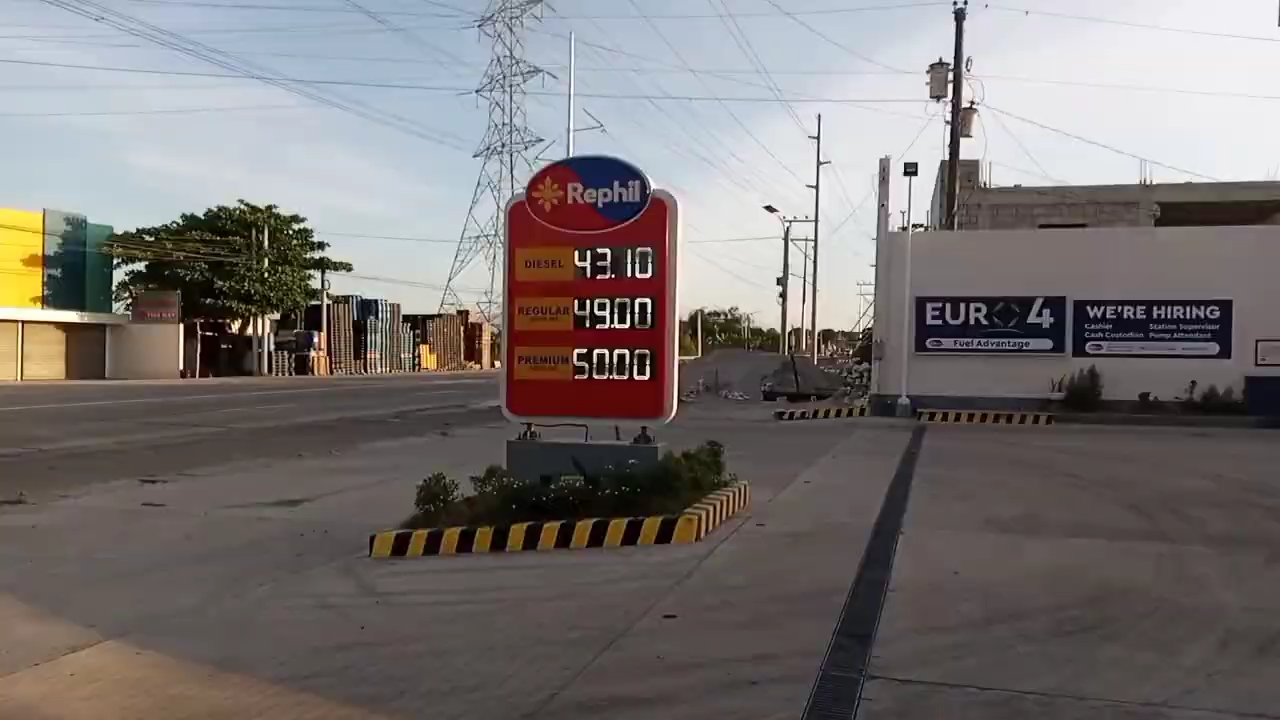 Rephil
DIESEL 43.10
REGULAR 49.00
PREMIUM 50.00
EUR 4
Fuel Advantage
WE'RE HIRING
Cashier
Station Supervisor
Cash Custodian
Pump Attendant